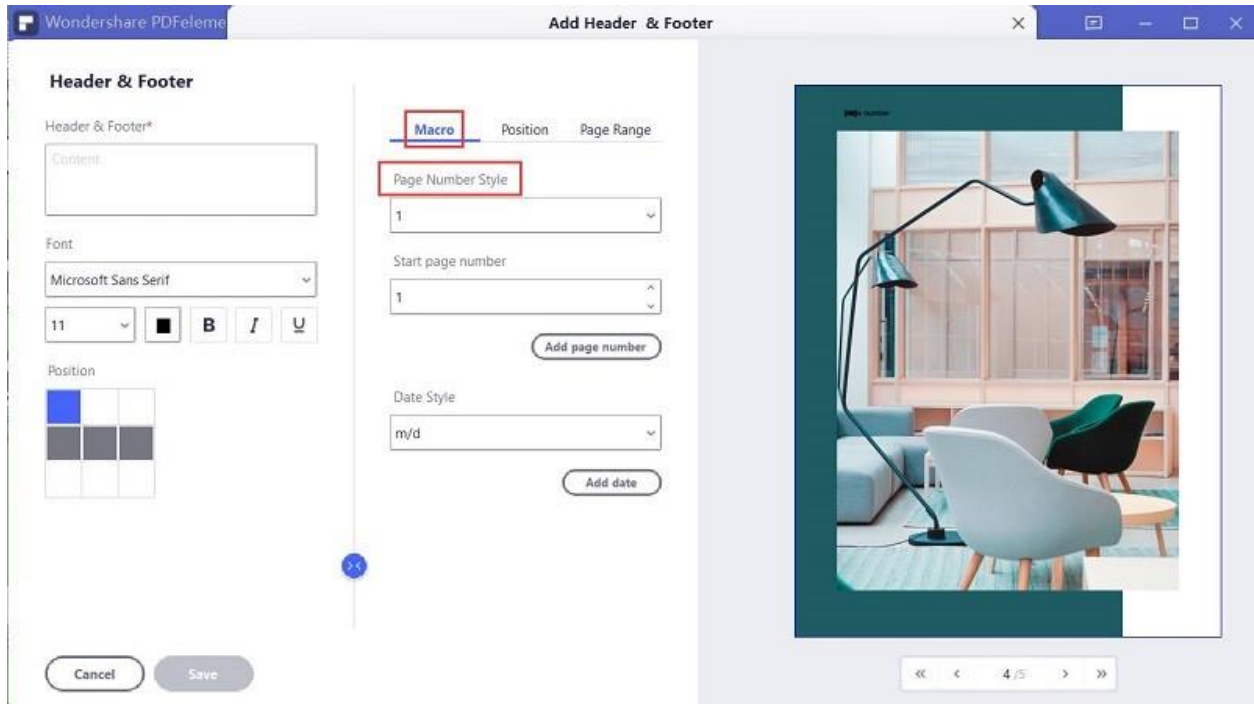 Wondershare PDFeleme
Add Header & Footer
Header & Footer
Header & Footer*
Content
Font
Microsoft Sans Serif
11
B I U
Position
Macro Position Page Range
Page Number Style
1
Start page number
1
Add page number
Date Style
m/d
Add date
Cancel Save
number
4 /5